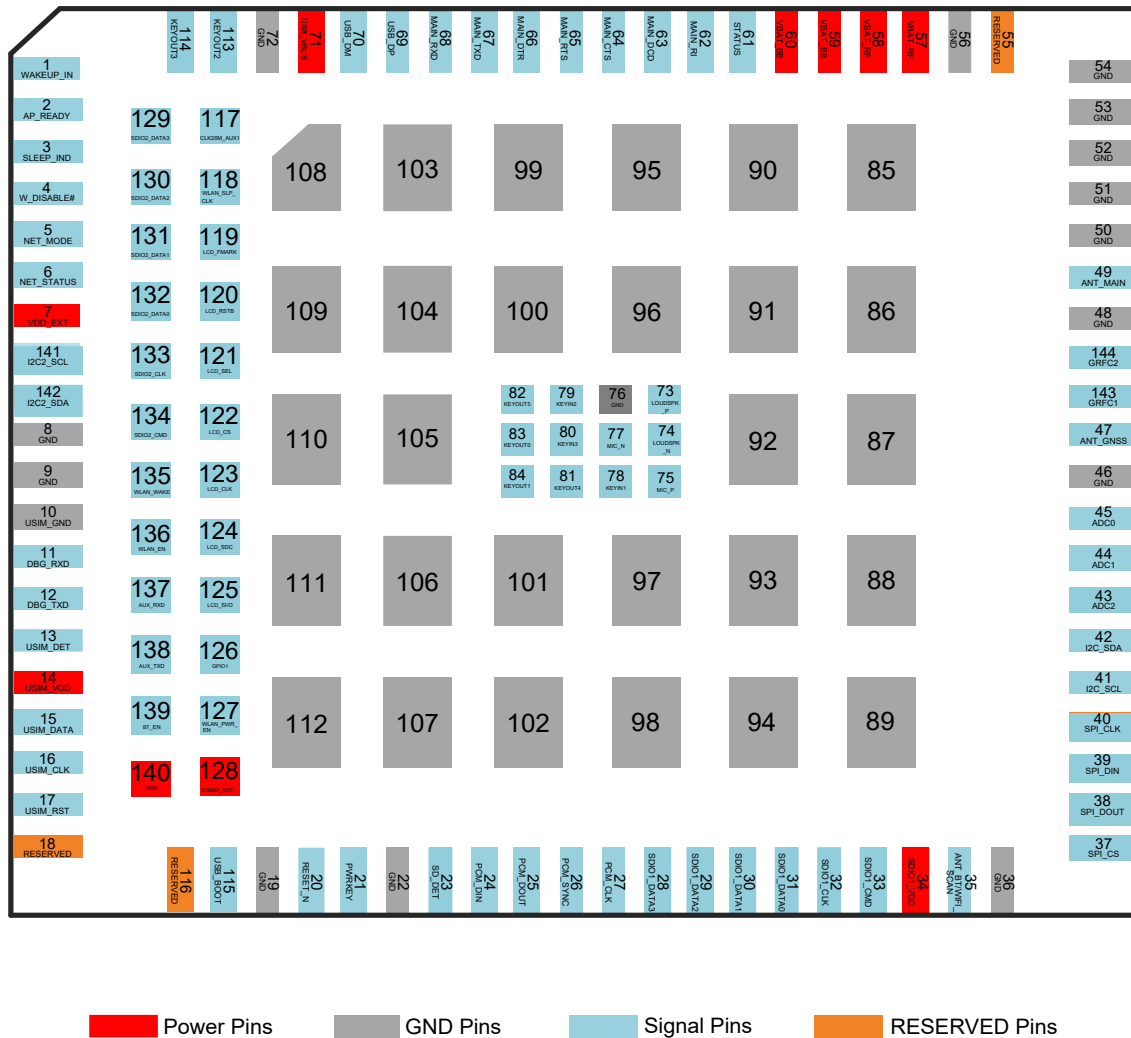 114
KEYOUT3
113
KEYOUT2
72
GND
71
USB_VBUS
70
USB_DM
69
USB_DP
68
MAIN_RXD
67
MAIN_TXD
66
MAIN_DTR
65
MAIN_RTS
64
MAIN_CTS
63
MAIN_DCD
62
MAIN_RI
61
STATUS
60
VBAT_BB
59
VBAT_BB
58
VBAT_RF
57
VBAT_RF
56
GND
55
RESERVED
1
WAKEUP_IN
2
AP_READY
3
SLEEP_IND
4
W_DISABLE#
5
NET_MODE
6
NET_STATUS
7
VDD_EXT
141
I2C2_SCL
142
I2C2_SDA
8
GND
9
GND
10
USIM_GND
11
DBG_RXD
12
DBG_TXD
13
USIM_DET
14
USIM_VDD
15
USIM_DATA
16
USIM_CLK
17
USIM_RST
18
RESERVED
129
SDIO2_DATA3
130
SDIO2_DATA2
131
SDIO2_DATA1
132
SDIO2_DATA0
133
SDIO2_CLK
134
SDIO2_CMD
135
WLAN_WAKE
136
WLAN_EN
137
AUX_RXD
138
AUX_TXD
139
BT_EN
140
117
CLK26M_AUX1
118
WLAN_SLP_
CLK
119
LCD_FMARK
120
LCD_RSTB
121
LCD_SEL
122
LCD_CS
123
LCD_CLK
124
LCD_SDC
125
LCD_SI/O
126
GPIO1
127
WLAN_PWR_
EN
128
USIM2_VDD
108
103
99
95
90
85
109
104
100
96
91
86
110
105
82
KEYOUT5
79
KEYIN2
76
GND
73
LOUDSPK
_P
83
KEYOUT0
80
KEYIN3
77
MIC_N
74
LOUDSPK
_N
84
KEYOUT1
81
KEYOUT4
78
KEYIN1
75
MIC_P
92
87
111
106
101
97
93
88
112
107
102
98
94
89
54
GND
53
GND
52
GND
51
GND
50
GND
49
ANT_MAIN
48
GND
144
GRFC2
143
GRFC1
47
ANT_GNSS
46
GND
45
ADC0
44
ADC1
43
ADC2
42
I2C_SDA
41
I2C_SCL
40
SPI_CLK
39
SPI_DIN
38
SPI_DOUT
37
SPI_CS
116
RESERVED
115
USB_BOOT
19
GND
20
RESET_N
21
PWRKEY
22
GND
23
SD_DET
24
PCM_DIN
25
PCM_DOUT
26
PCM_SYNC
27
PCM_CLK
28
SDIO1_DATA3
29
SDIO1_DATA2
30
SDIO1_DATA1
31
SDIO1_DATA0
32
SDIO1_CLK
33
SDIO1_CMD
34
SDIO1_VDD
35
ANT_BT/WIFI_
SCAN
36
GND
Power Pins
GND Pins
Signal Pins
RESERVED Pins